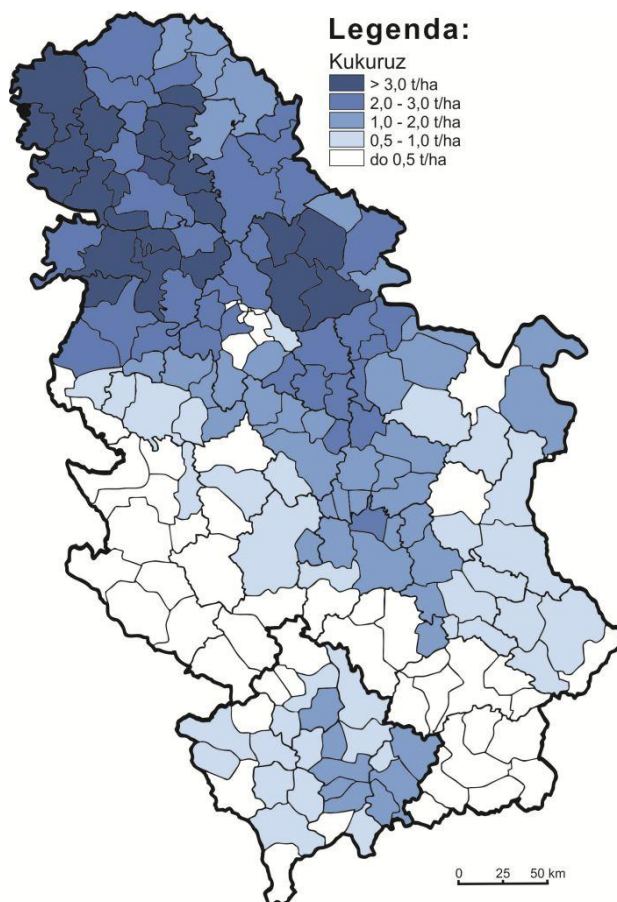 Legenda:
Kukuruz
> 3,0 t/ha
2,0 - 3,0 t/ha
1,0 - 2,0 t/ha
0,5 - 1,0 t/ha
do 0,5 t/ha
0 25 50 km